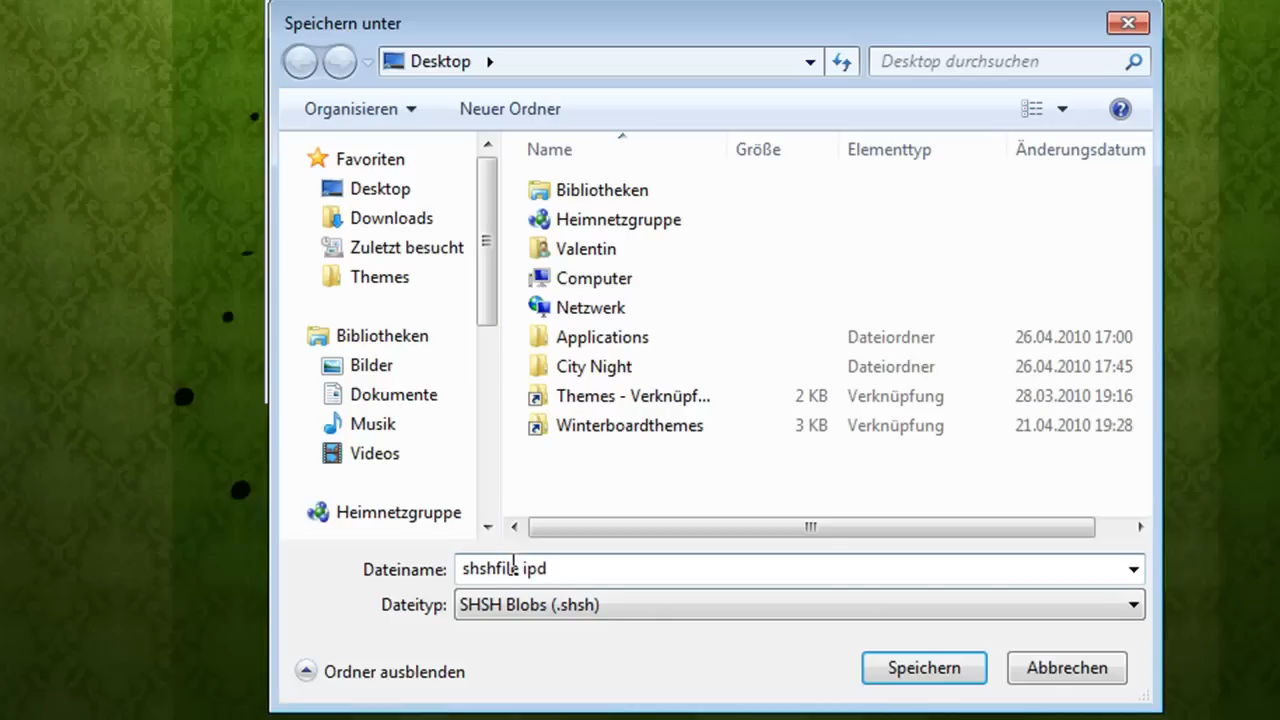 Speichern unter
Desktop
Desktop durchsuchen
Organisieren
Neuer Ordner
Name Größe Elementtyp Änderungsdatum
Favoriten
Desktop
Downloads
Zuletzt besucht
Themes
Bibliotheken
Bilder
Dokumente
Musik
Videos
Heimnetzgruppe
Bibliotheken
Heimnetzgruppe
Valentin
Computer
Netzwerk
Applications Dateiordner 26.04.2010 17:00
City Night Dateiordner 26.04.2010 17:45
Themes - Verknüpf... 2 KB Verknüpfung 28.03.2010 19:16
Winterboardthemes 3 KB Verknüpfung 21.04.2010 19:28
Dateiname: shshfile ipd
Dateityp: SHSH Blobs (.shsh)
Ordner ausblenden
Speichern
Abbrechen